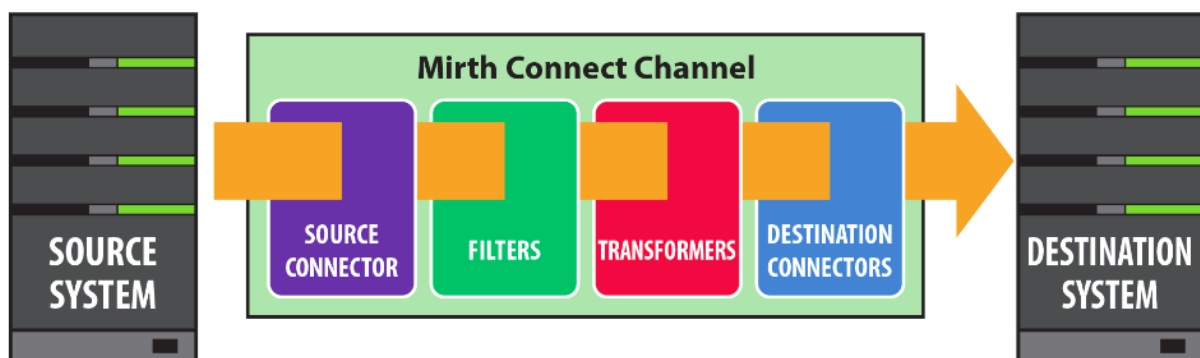 Mirth Connect Channel
SOURCE
SYSTEM
SOURCE
CONNECTOR
FILTERS
TRANSFORMERS
DESTINATION
CONNECTORS
DESTINATION
SYSTEM